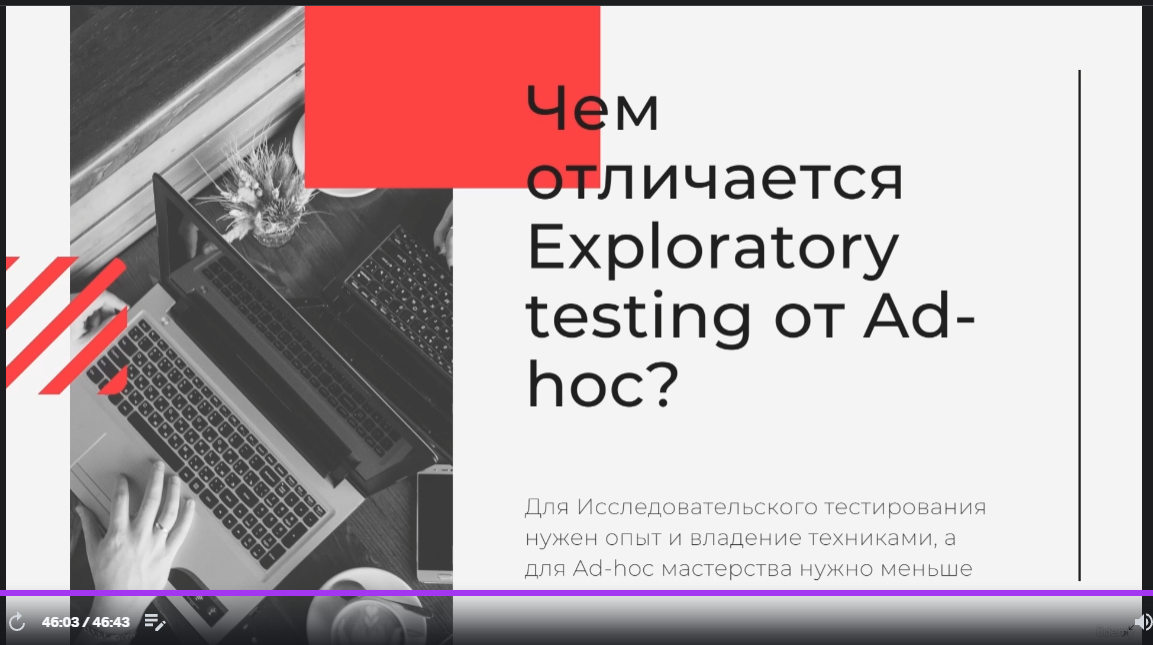 Чем
отличается
Exploratory
testing от Ad-
hoc?
Для Исследовательского тестирования
нужен опыт и владение техниками, а
для Ad-hoc мастерства нужно меньше
46:03 / 46:43